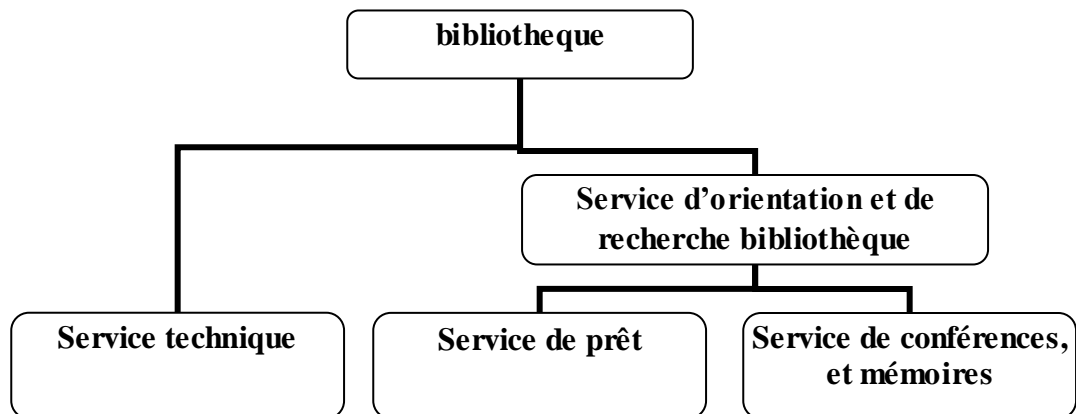 bibliotheque
Service d’orientation et de
recherche bibliothèque
Service technique
Service de prêt
Service de conférences,
et mémoires